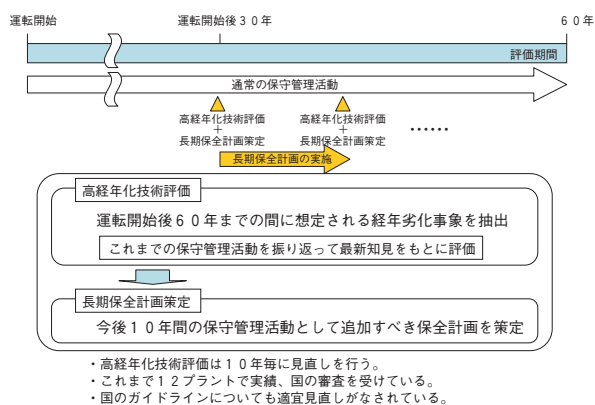 運転開始
運転開始後３０年
６０年
評価期間
通常の保守管理活動
高経年化技術評価
＋
長期保全計画策定
高経年化技術評価
＋
長期保全計画策定
……
長期保全計画の実施
高経年化技術評価
運転開始後６０年までの間に想定される経年劣化事象を抽出
これまでの保守管理活動を振り返って最新知見をもとに評価
長期保全計画策定
今後１０年間の保守管理活動として追加すべき保全計画を策定
・高経年化技術評価は１０年毎に見直しを行う。
・これまで１２プラントで実績、国の審査を受けている。
・国のガイドラインについても適宜見直しがなされている。